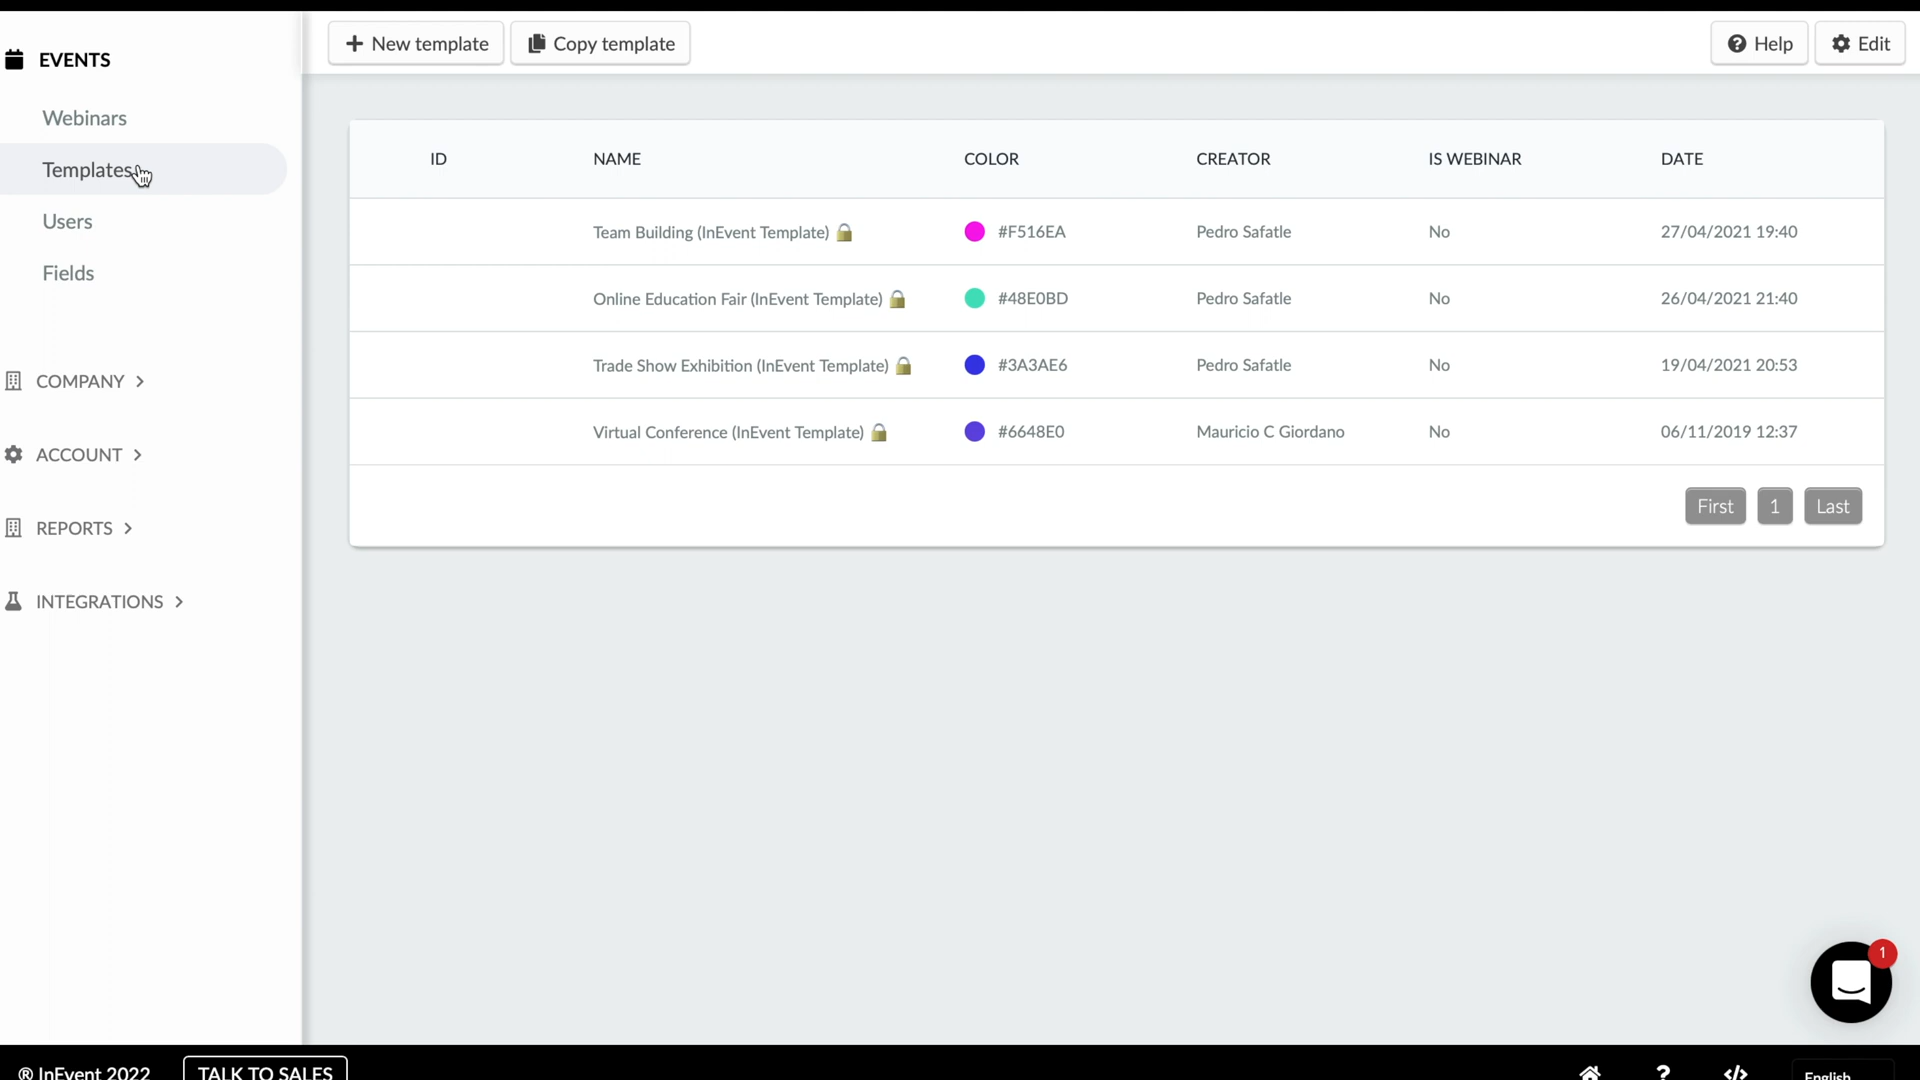 EVENTS
Webinars
Templates
Users
Fields
COMPANY
ACCOUNT
REPORTS
INTEGRATIONS
New template
Copy template
Help
Edit
ID NAME COLOR CREATOR IS WEBINAR DATE
Team Building (InEvent Template) #F516EA Pedro Safatle No 27/04/2021 19:40
Online Education Fair (InEvent Template) #48E0BD Pedro Safatle No 26/04/2021 21:40
Trade Show Exhibition (InEvent Template) #3A3AE6 Pedro Safatle No 19/04/2021 20:53
Virtual Conference (InEvent Template) #6648E0 Mauricio C Giordano No 06/11/2019 12:37
First 1 Last
1
® InEvent 2022 TALK TO SALES ? </> English